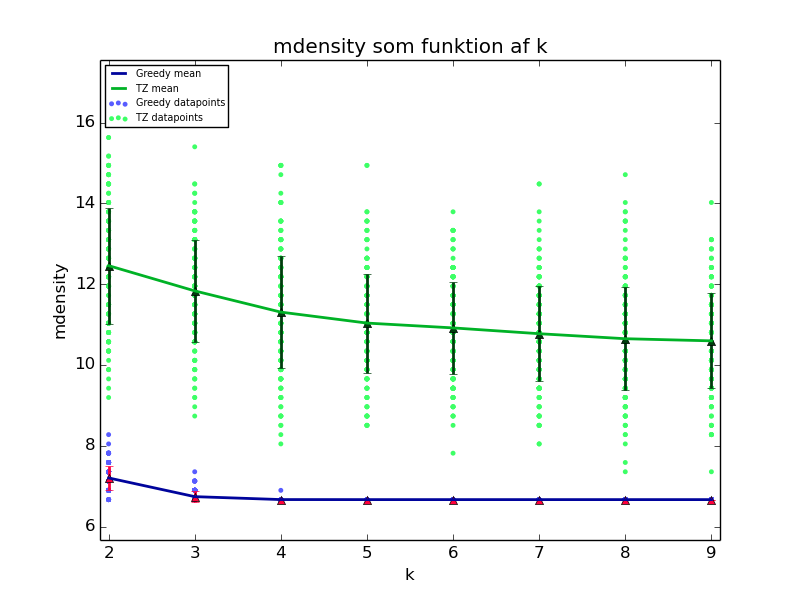 mdensity som funktion af k
Greedy mean
TZ mean
Greedy datapoints
TZ datapoints
16
14
12
10
8
6
mdensity
2 3 4 5 6 7 8 9
k